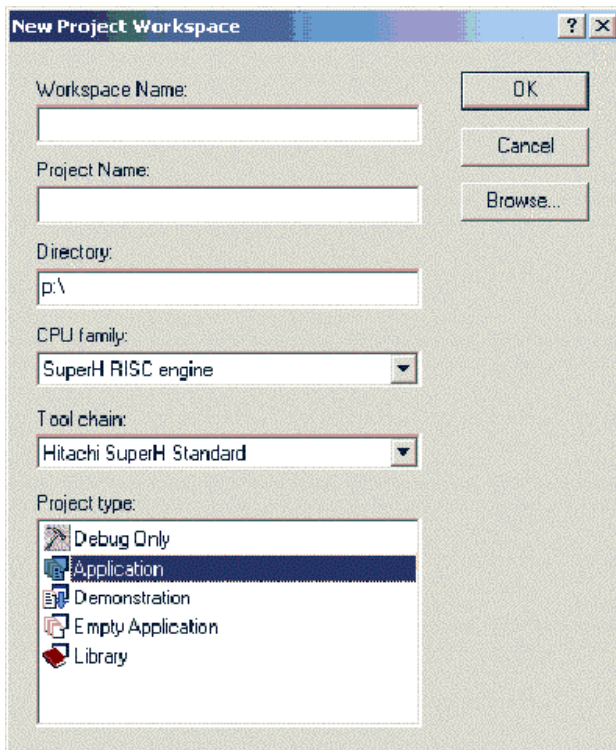 New Project Workspace
Workspace Name:
OK
Cancel
Project Name:
Browse...
Directory:
p:\
CPU family:
SuperH RISC engine
Tool chain:
Hitachi SuperH Standard
Project type:
Debug Only
Application
Demonstration
Empty Application
Library